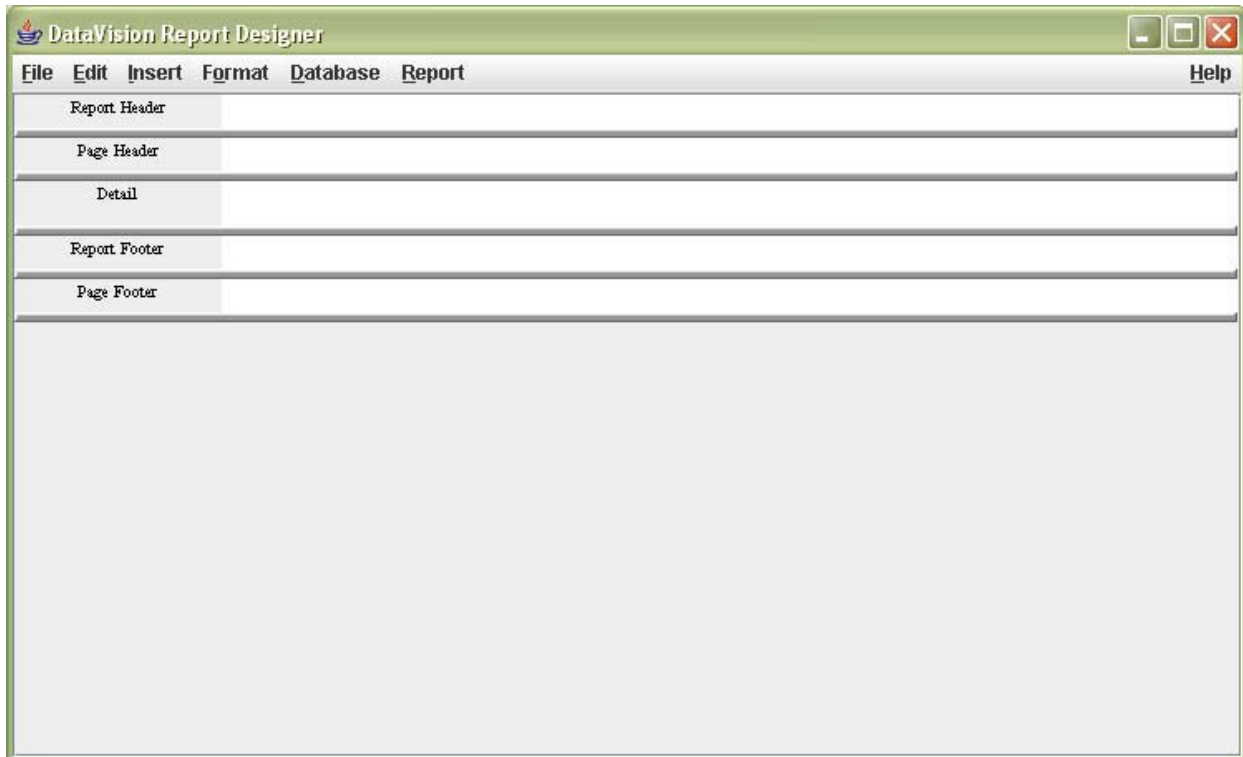 DataVision Report Designer
File Edit Insert Format Database Report Help
Report Header
Page Header
Detail
Report Footer
Page Footer